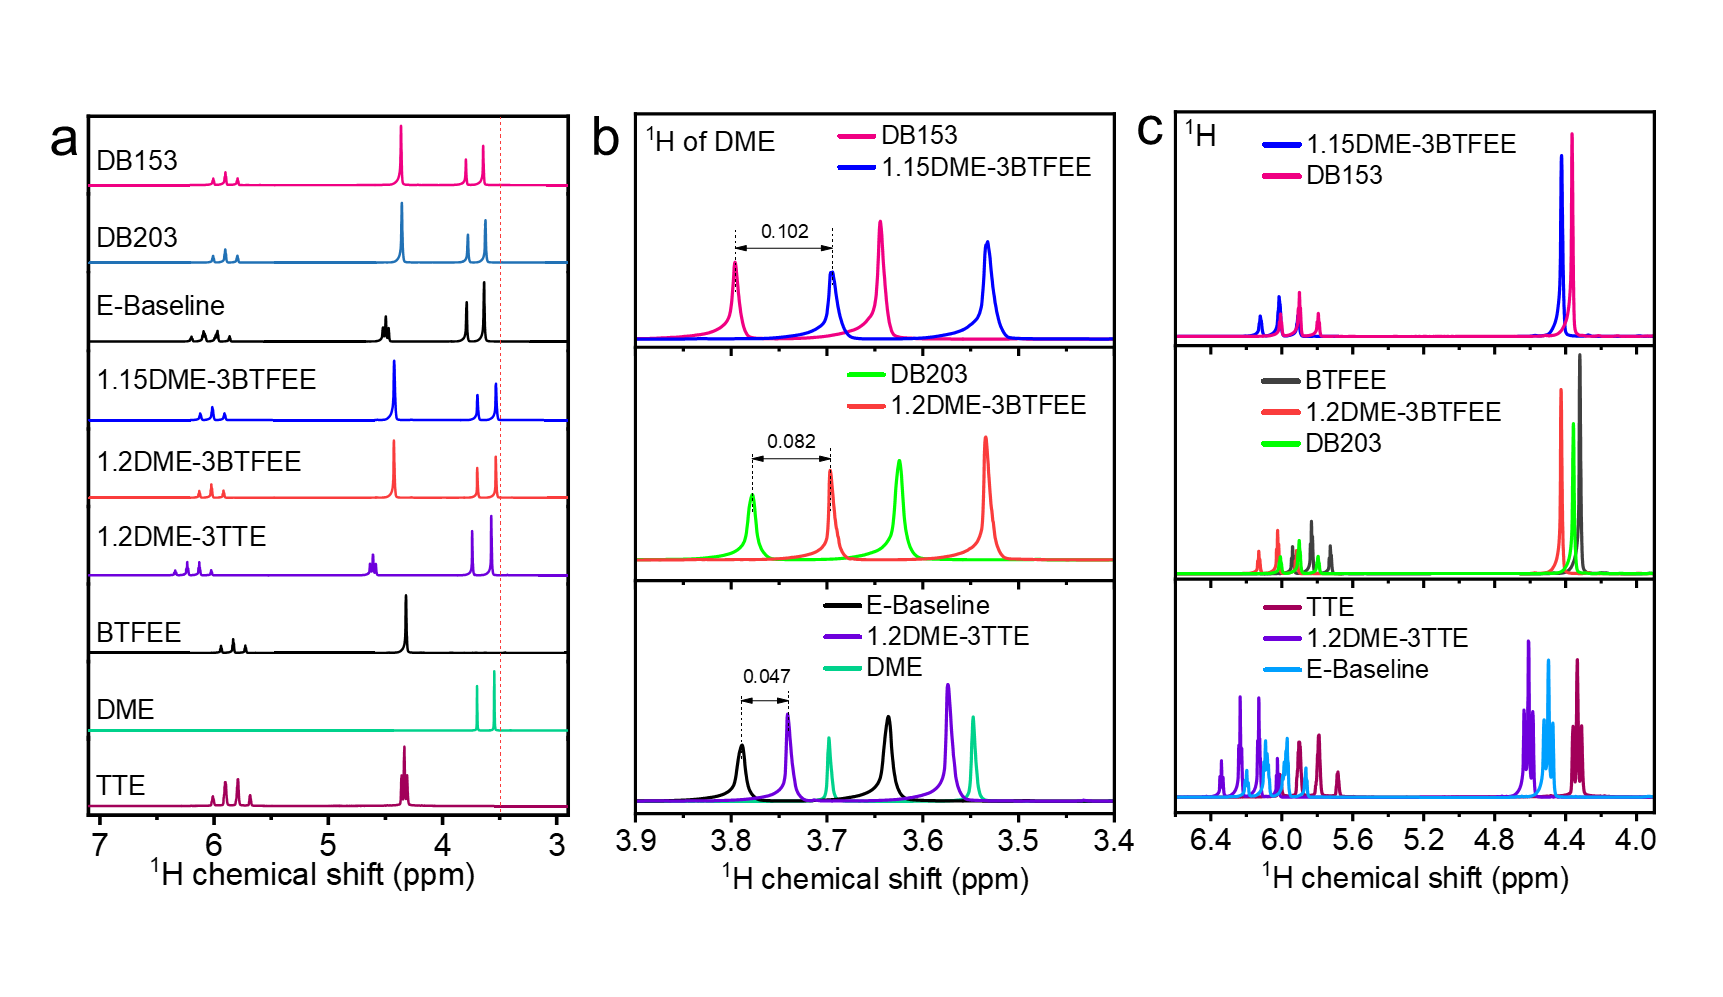 a
DB153
DB203
E-Baseline
1.15DME-3BTFEE
1.2DME-3BTFEE
1.2DME-3TTE
BTFEE
DME
TTE
7 6 5 4 3
¹H chemical shift (ppm)
b
¹H of DME
DB153
1.15DME-3BTFEE
0.102
DB203
1.2DME-3BTFEE
0.082
E-Baseline
1.2DME-3TTE
DME
0.047
3.9 3.8 3.7 3.6 3.5 3.4
¹H chemical shift (ppm)
c
¹H
1.15DME-3BTFEE
DB153
BTFEE
1.2DME-3BTFEE
DB203
TTE
1.2DME-3TTE
E-Baseline
6.4 6.0 5.6 5.2 4.8 4.4 4.0
¹H chemical shift (ppm)